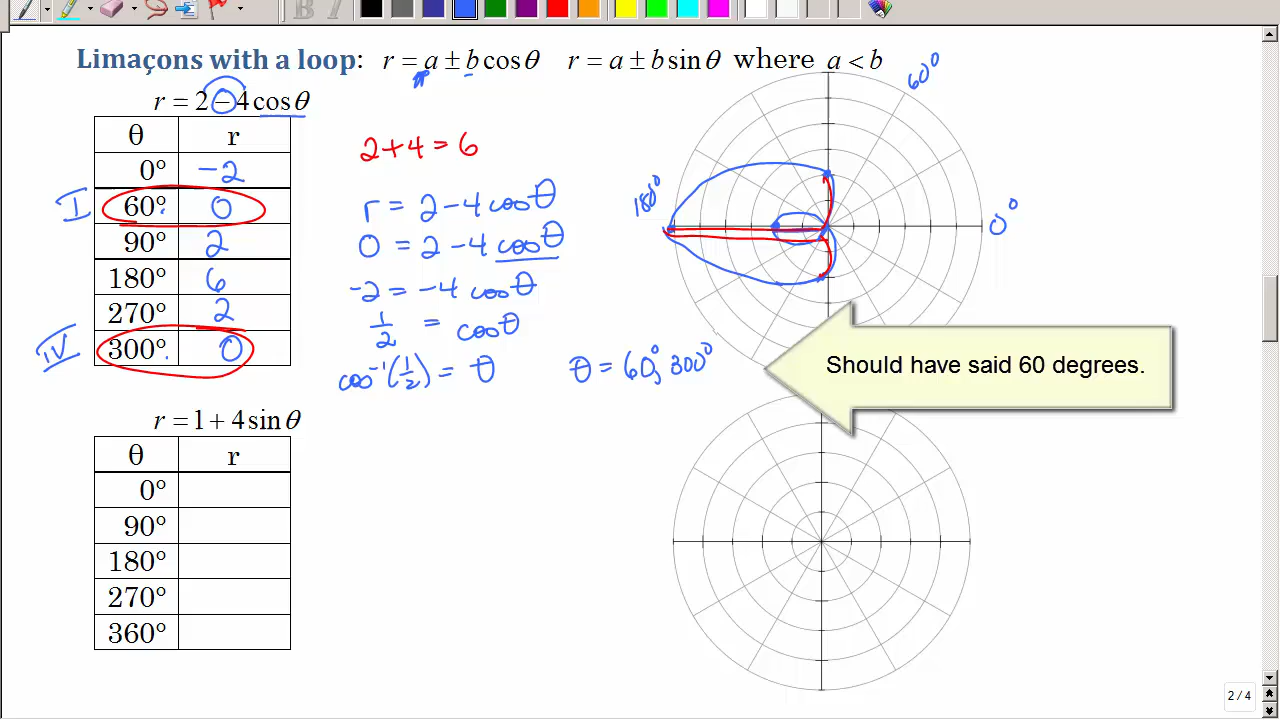 B I
Limaçons with a loop: r = a ± b cos θ r = a ± b sin θ where a < b
r = 2 − 4 cos θ
θ r
0° −2
I 60° 0
90° 2
180° 6
270° 2
IV 300° 0
2 + 4 = 6
r = 2 − 4 cos θ
0 = 2 − 4 cos θ
−2 = −4 cos θ
1/2 = cos θ
cos⁻¹(1/2) = θ θ = 60°, 300°
60°
180°
0°
Should have said 60 degrees.
r = 1 + 4 sin θ
θ r
0°
90°
180°
270°
360°
2 / 4